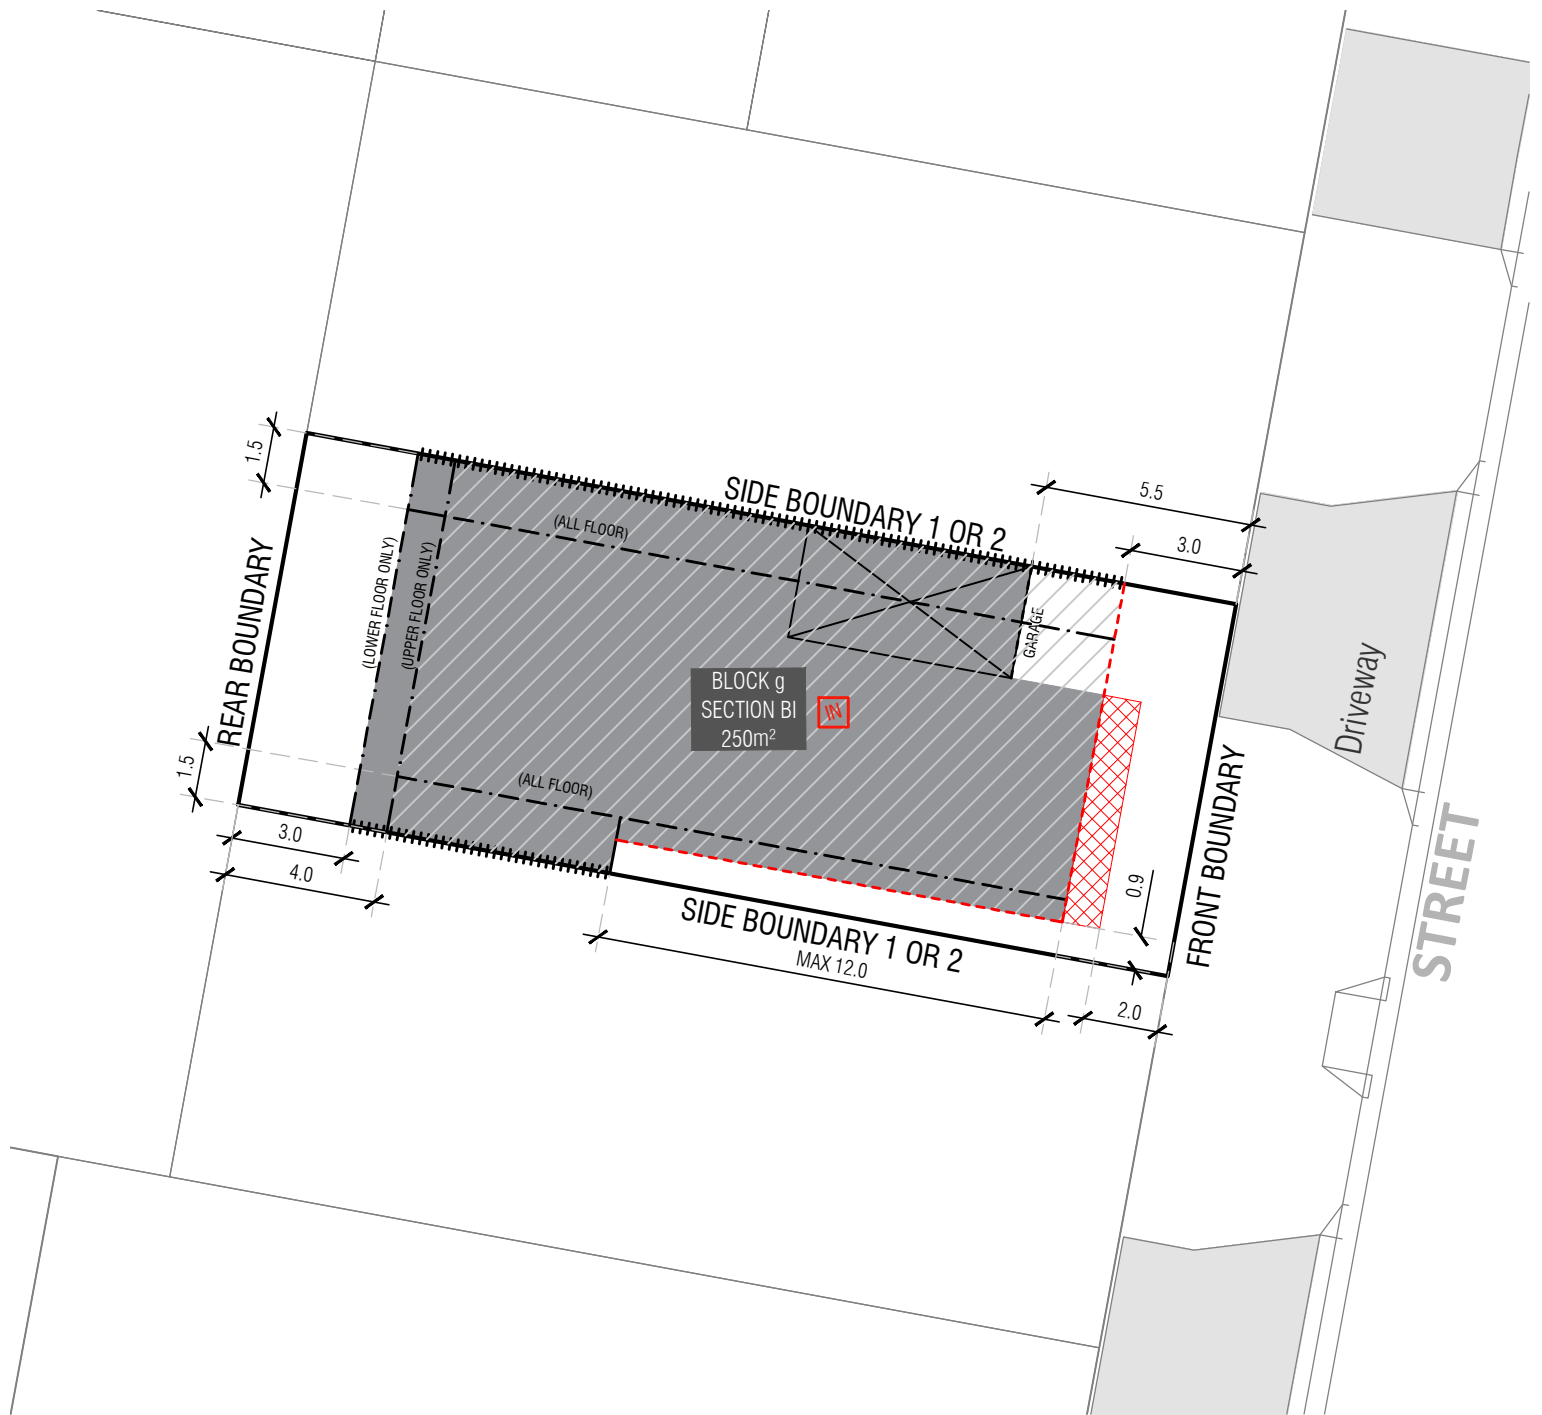 1.5
SIDE BOUNDARY 1 OR 2
5.5
3.0
(ALL FLOOR)
REAR BOUNDARY
(LOWER FLOOR ONLY)
(UPPER FLOOR ONLY)
GARAGE
Driveway
BLOCK g
SECTION BI
250m²
IN
1.5
(ALL FLOOR)
3.0
4.0
SIDE BOUNDARY 1 OR 2
MAX 12.0
0.9
FRONT BOUNDARY
STREET
2.0